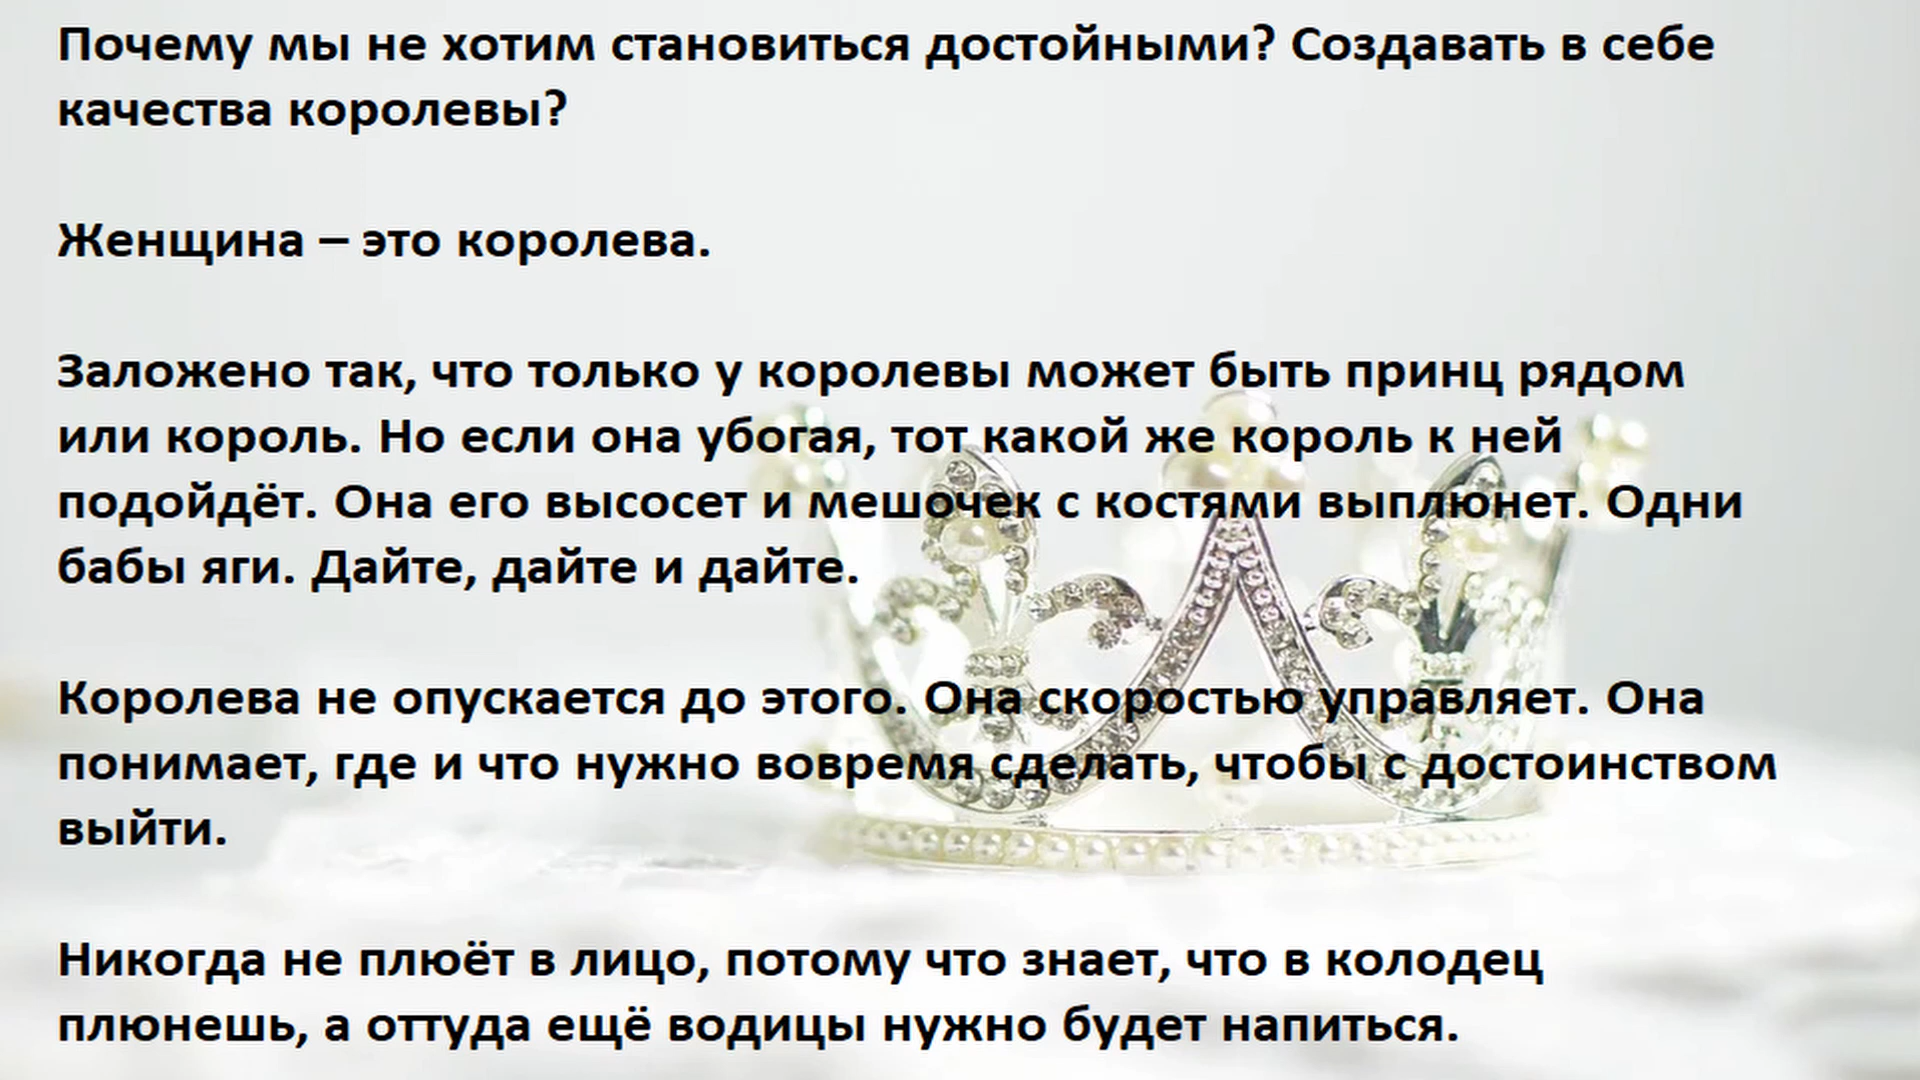 Почему мы не хотим становиться достойными? Создавать в себе
качества королевы?
Женщина – это королева.
Заложено так, что только у королевы может быть принц рядом
или король. Но если она убогая, тот какой же король к ней
подойдёт. Она его высосет и мешочек с костями выплюнет. Одни
бабы яги. Дайте, дайте и дайте.
Королева не опускается до этого. Она скоростью управляет. Она
понимает, где и что нужно вовремя сделать, чтобы с достоинством
выйти.
Никогда не плюёт в лицо, потому что знает, что в колодец
плюнешь, а оттуда ещё водицы нужно будет напиться.